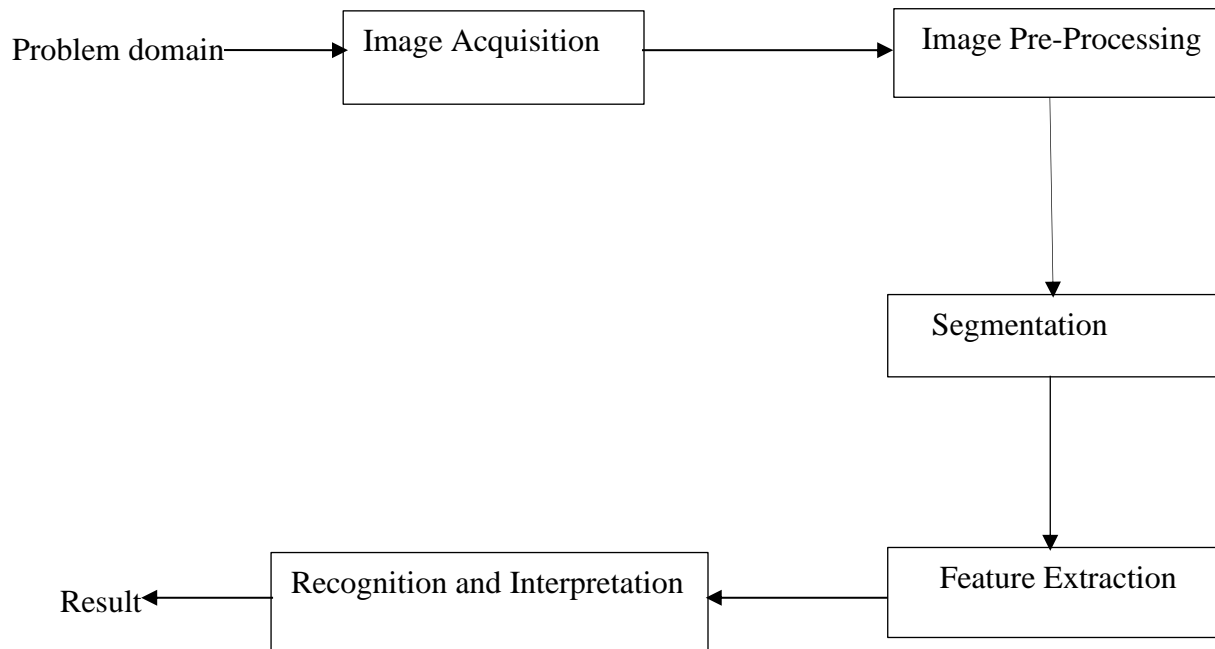 Problem domain
Image Acquisition
Image Pre-Processing
Segmentation
Feature Extraction
Recognition and Interpretation
Result